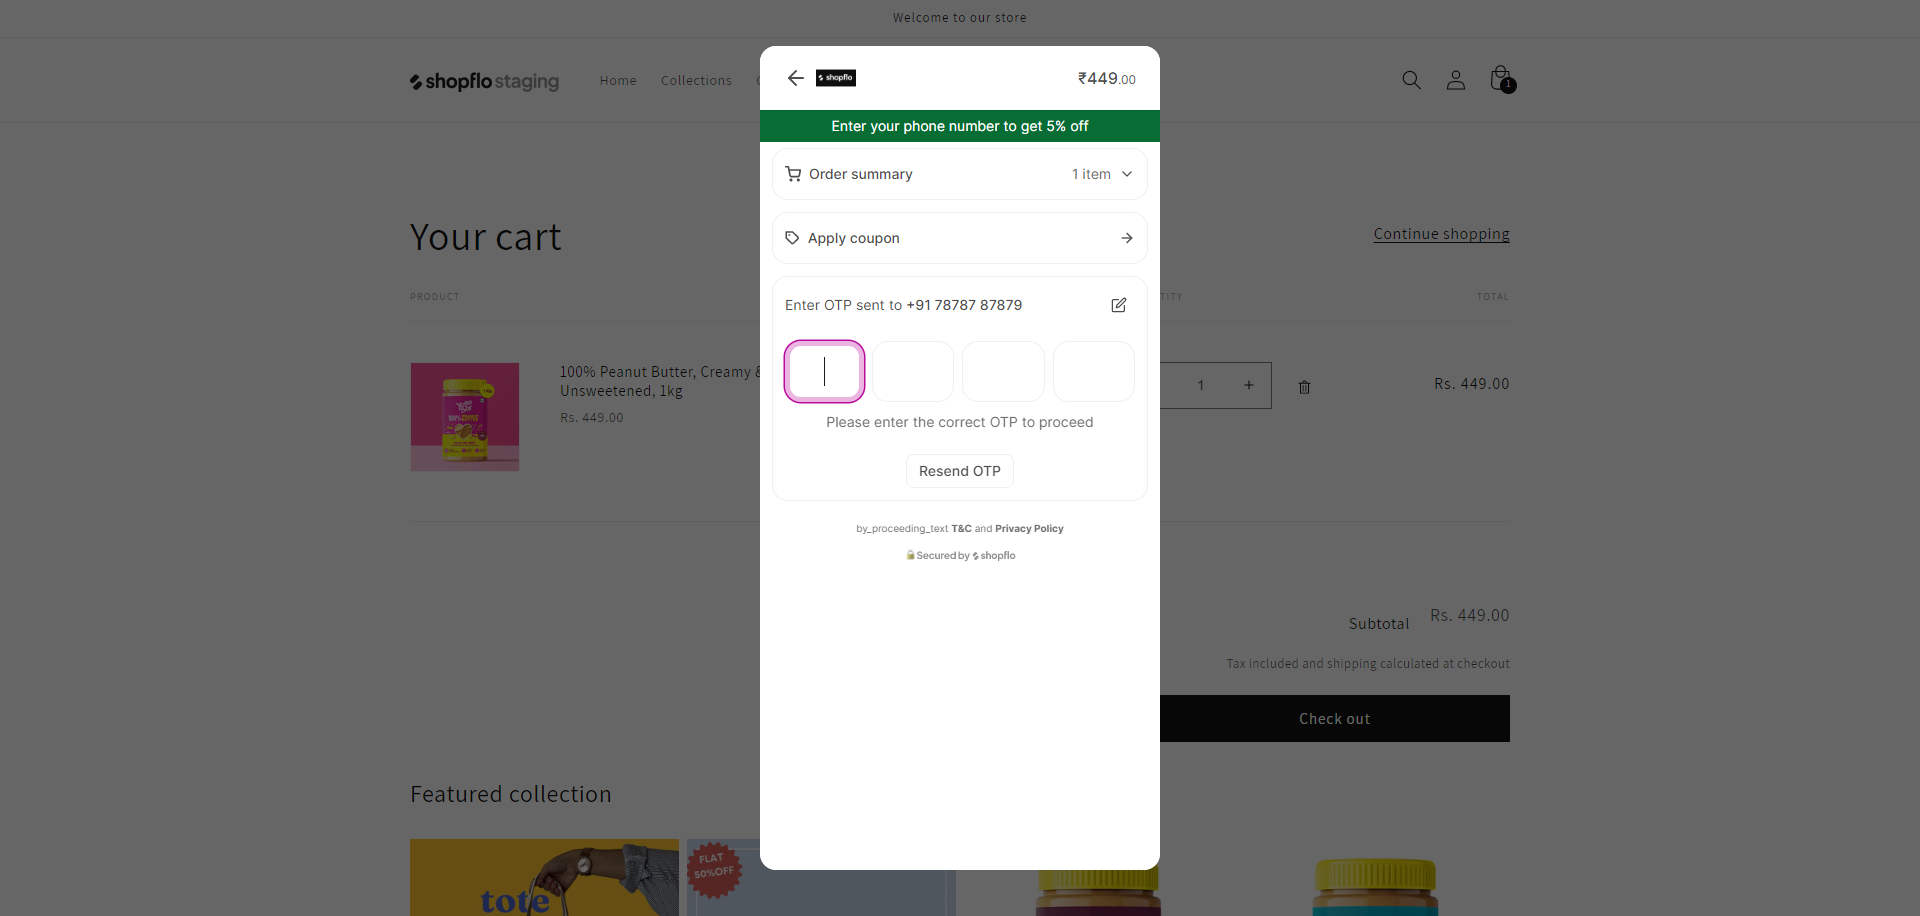 Welcome to our store
shopflo staging
Home
Collections
1
shopflo
₹449.00
Enter your phone number to get 5% off
Order summary
1 item
Apply coupon
Enter OTP sent to +91 78787 87879
Please enter the correct OTP to proceed
Resend OTP
by_proceeding_text T&C and Privacy Policy
Secured by shopflo
Your cart
Continue shopping
PRODUCT
TOTAL
100% Peanut Butter, Creamy &
Unsweetened, 1kg
Rs. 449.00
1
+
Rs. 449.00
Subtotal
Rs. 449.00
Tax included and shipping calculated at checkout
Check out
Featured collection
tote
FLAT
50%OFF